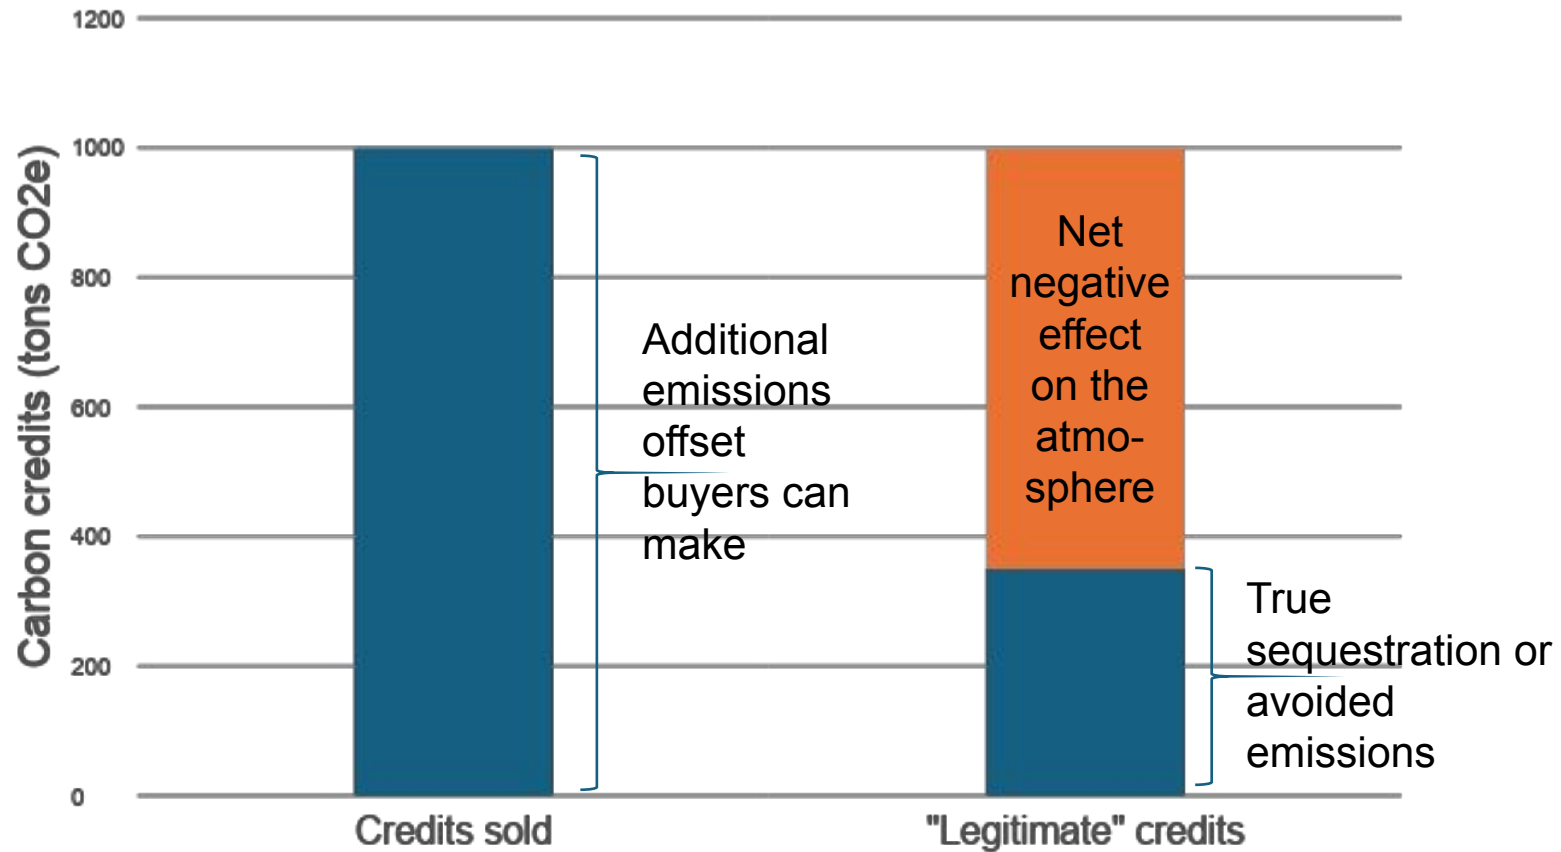 1200
1000
800
600
400
200
0
Carbon credits (tons CO2e)
Additional
emissions
offset
buyers can
make
Net
negative
effect
on the
atmo-
sphere
True
sequestration or
avoided
emissions
Credits sold
"Legitimate" credits